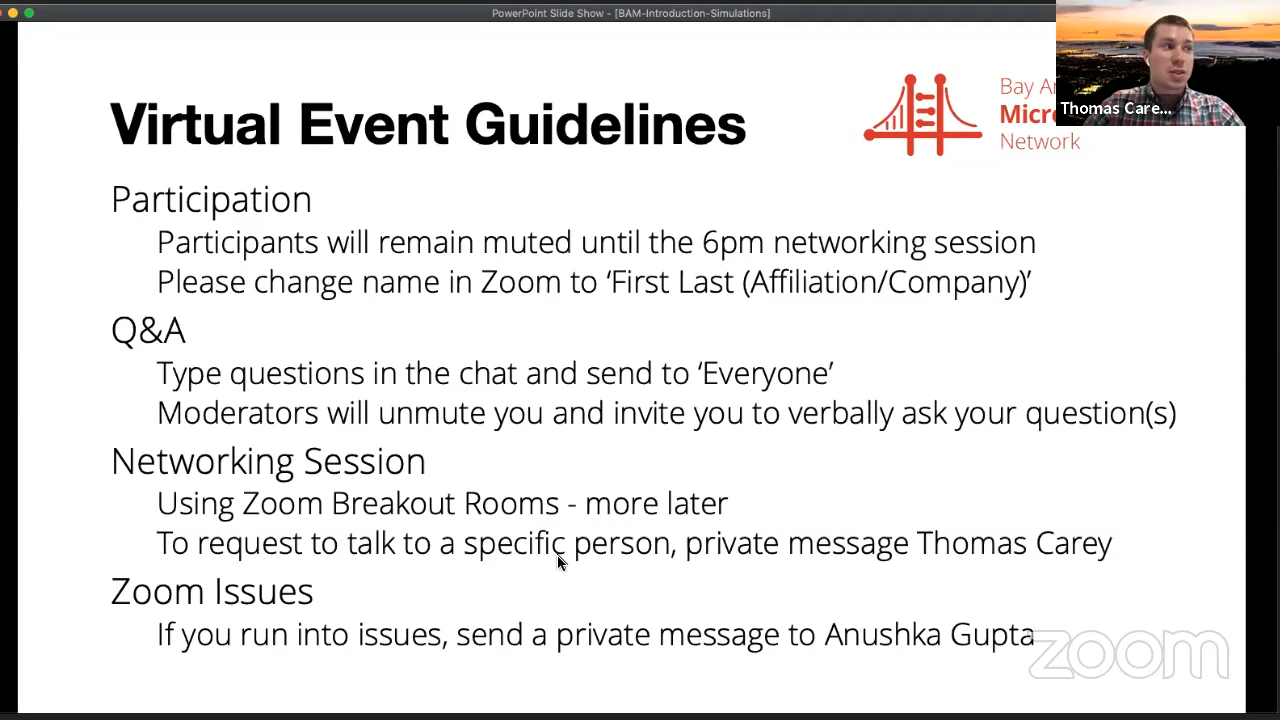 PowerPoint Slide Show - [BAM-Introduction-Simulations]
Virtual Event Guidelines
Bay
Network
Thomas Care...
Participation
Participants will remain muted until the 6pm networking session
Please change name in Zoom to ‘First Last (Affiliation/Company)’
Q&A
Type questions in the chat and send to ‘Everyone’
Moderators will unmute you and invite you to verbally ask your question(s)
Networking Session
Using Zoom Breakout Rooms - more later
To request to talk to a specific person, private message Thomas Carey
Zoom Issues
If you run into issues, send a private message to Anushka Gupta
zoom